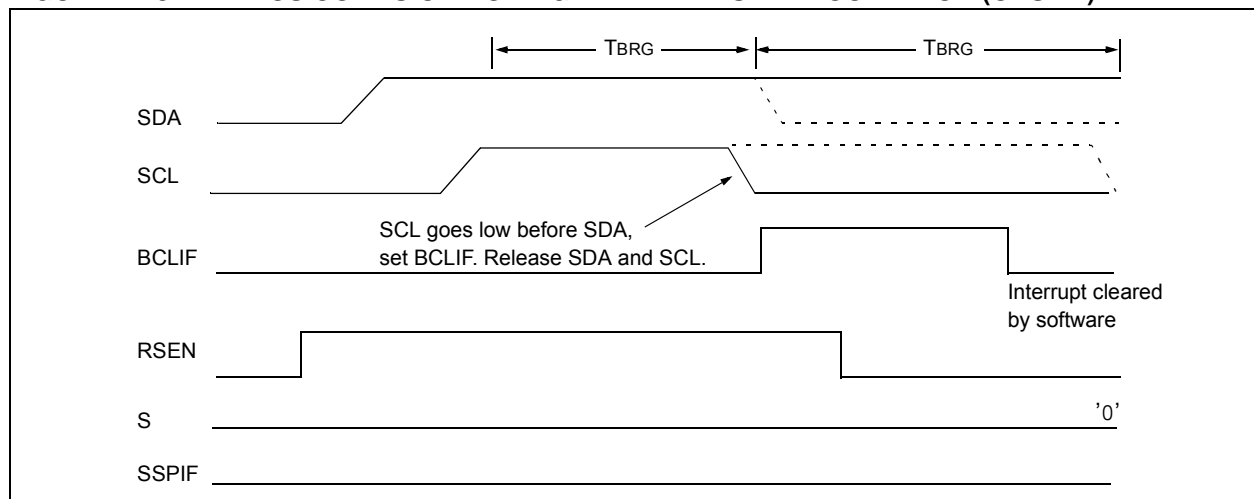 TBRG TBRG
SDA
SCL
SCL goes low before SDA,
set BCLIF. Release SDA and SCL.
BCLIF
Interrupt cleared
by software
RSEN
S '0'
SSPIF